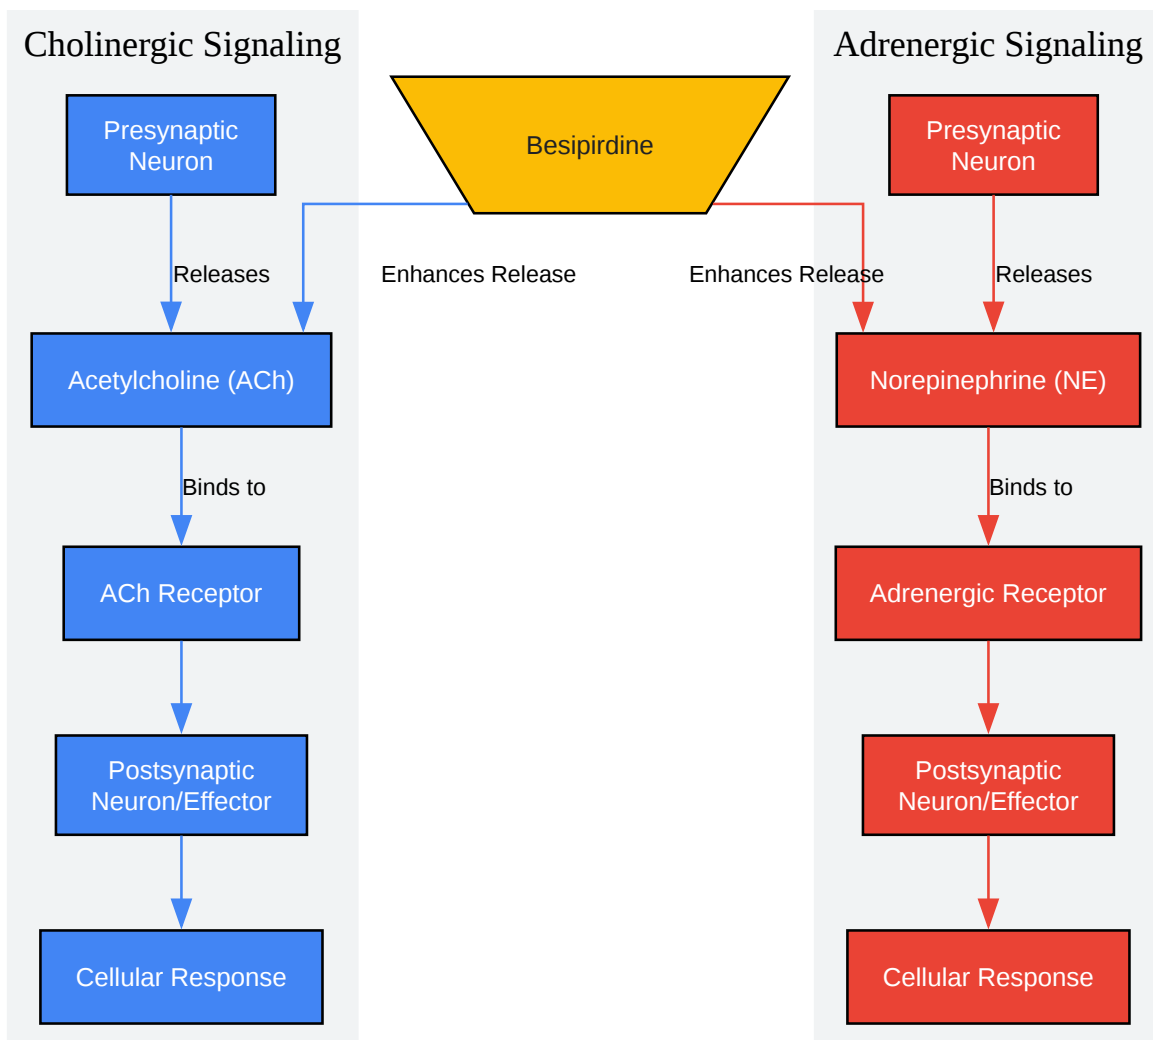 Cholinergic Signaling
Presynaptic
Neuron
Releases
Acetylcholine (ACh)
Binds to
ACh Receptor
Postsynaptic
Neuron/Effector
Cellular Response
Besipirdine
Enhances Release
Enhances Release
Adrenergic Signaling
Presynaptic
Neuron
Releases
Norepinephrine (NE)
Binds to
Adrenergic Receptor
Postsynaptic
Neuron/Effector
Cellular Response